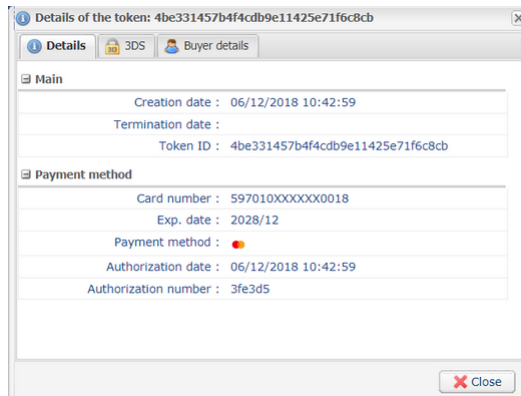 Details of the token: 4be331457b4f4cdb9e11425e71f6c8cb
Details 3DS Buyer details
Main
Creation date : 06/12/2018 10:42:59
Termination date :
Token ID : 4be331457b4f4cdb9e11425e71f6c8cb
Payment method
Card number : 597010XXXXXX0018
Exp. date : 2028/12
Payment method :
Authorization date : 06/12/2018 10:42:59
Authorization number : 3fe3d5
Close